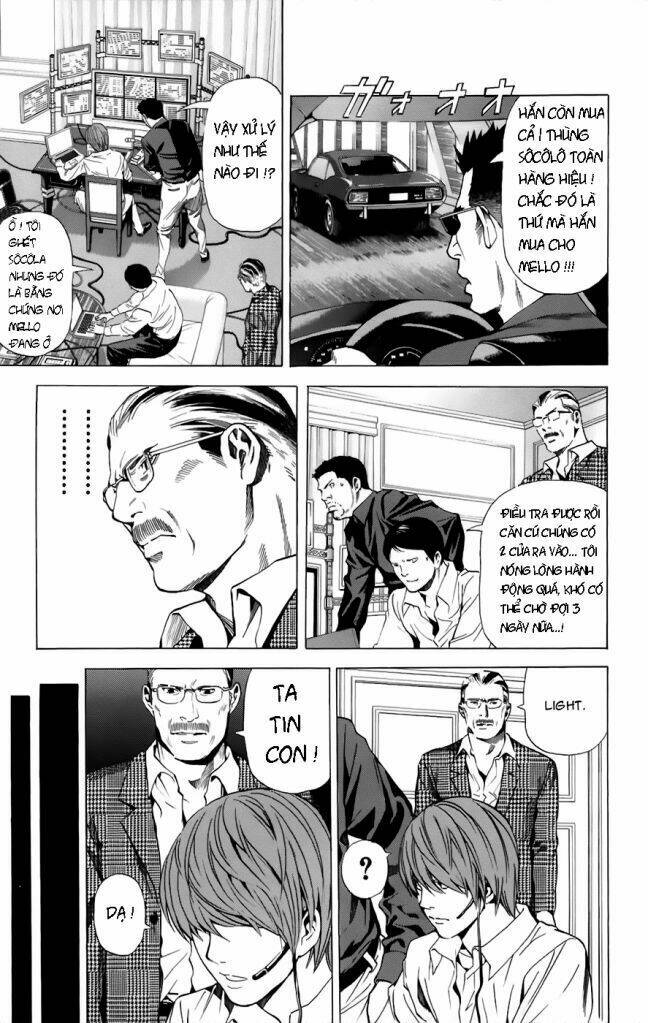 ガォォォ
HẮN CÒN MUA
CẢ 1 THÙNG
SÔCÔLÔ TOÀN
HÀNG HIỆU !
CHẮC ĐÓ LÀ
THỨ MÀ HẮN
MUA CHO
MELLO !!!
VẬY XỬ LÝ
NHƯ THẾ
NÀO ĐI !?
Ồ ! TÔI
GHÉT
SÔCÔLA
NHƯNG ĐÓ
LÀ BẰNG
CHỨNG NƠI
MELLO
ĐANG Ở
ĐIỀU TRA ĐƯỢC RỒI
CĂN CỨ CHÚNG CÓ
2 CỬA RA VÀO... TÔI
NÓNG LÒNG HÀNH
ĐỘNG QUÁ, KHÓ CÓ
THỂ CHỜ ĐỢI 3
NGÀY NỮA...!
LIGHT.
?
TA
TIN
CON !
DẠ !